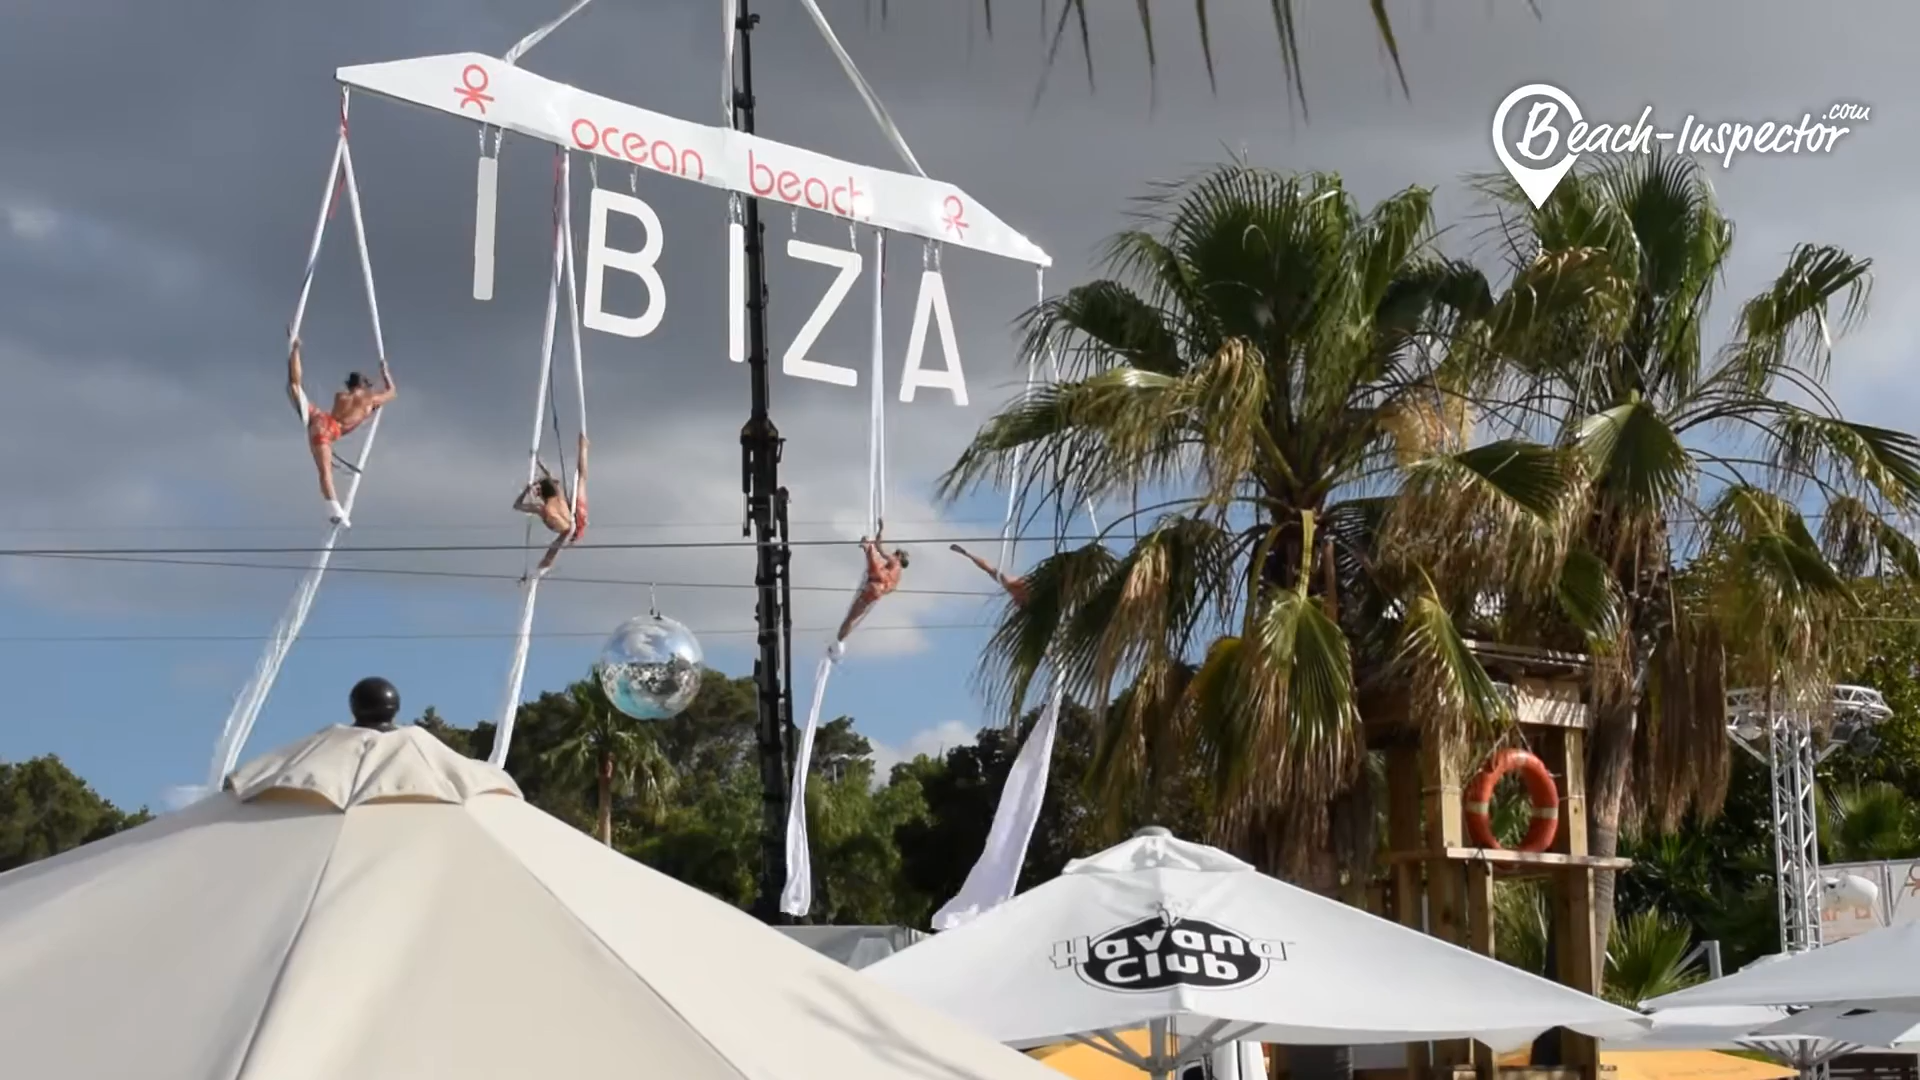 Beach-Inspector.com
ocean beach
IBIZA
Havana
Club